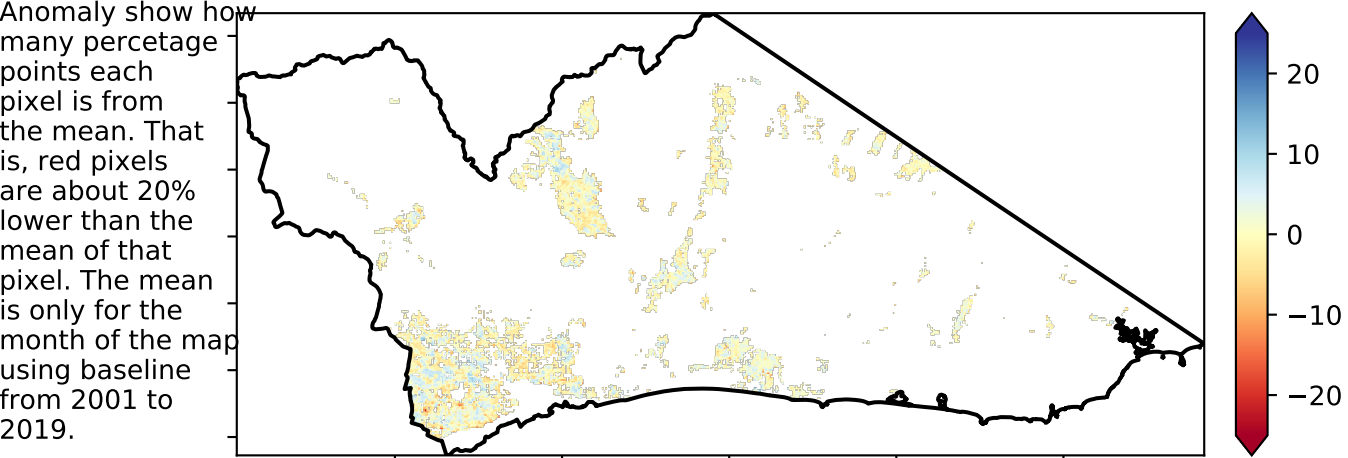 Anomaly show how
many percetage
points each
pixel is from
the mean. That
is, red pixels
are about 20%
lower than the
mean of that
pixel. The mean
is only for the
month of the map
using baseline
from 2001 to
2019.
20
10
0
−10
−20